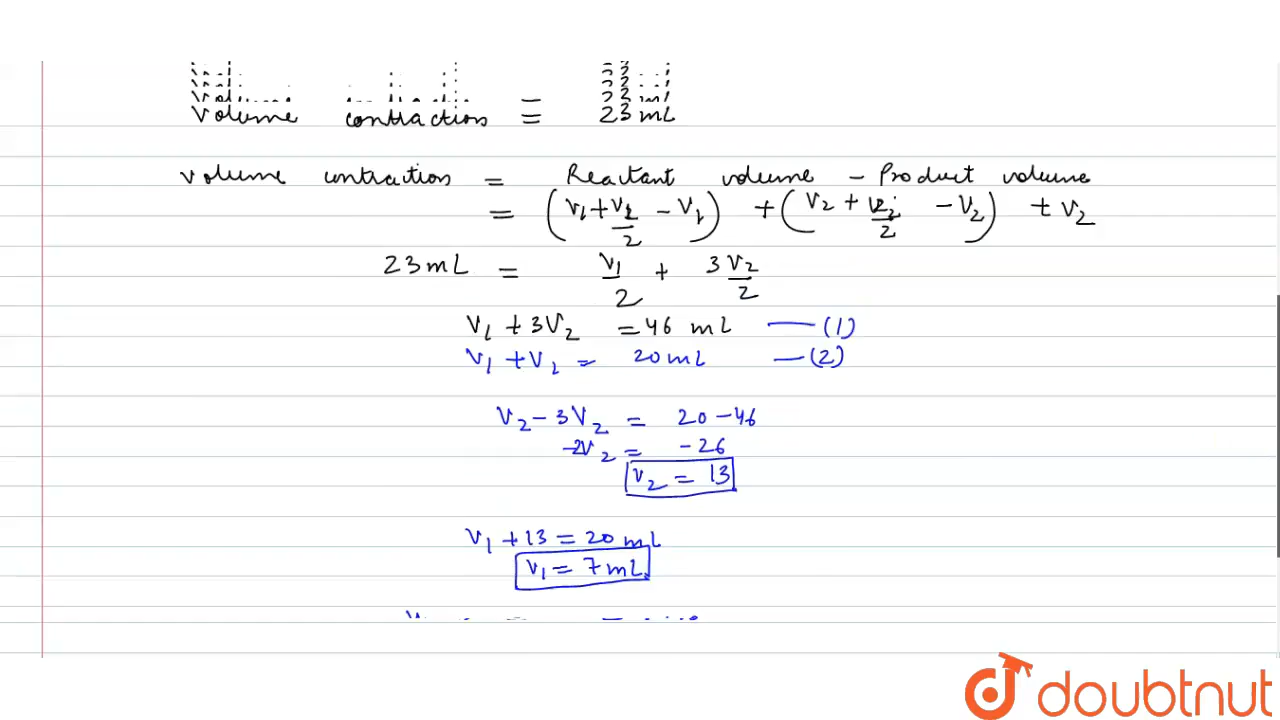 Volume contraction = 23 mL
Volume contraction = Reactant volume - Product volume
= (V₁ + V₂/2 - V₁) + (V₂ + V₂/2 - V₂) + V₂
23 mL = V₁/2 + 3V₂/2
V₁ + 3V₂ = 46 mL —(1)
V₁ + V₂ = 20 mL —(2)
V₂ - 3V₂ = 20 - 46
-2V₂ = -26
V₂ = 13
V₁ + 13 = 20 mL
V₁ = 7 mL
doubtnut